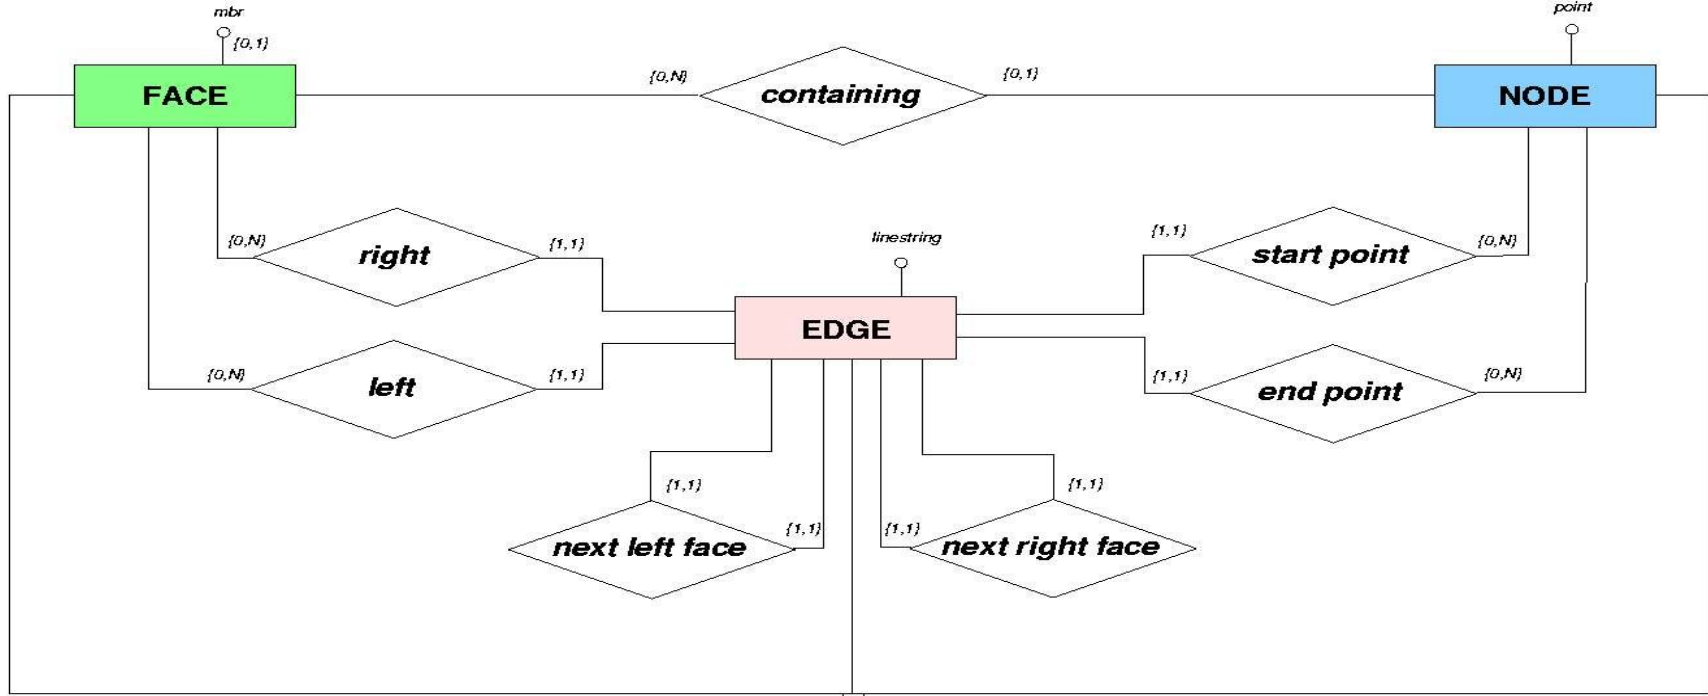 mbr
point
{0,1}
FACE
{0,N}
containing
{0,1}
NODE
{0,N}
right
{1,1}
linestring
{1,1}
start point
{0,N}
EDGE
{0,N}
left
{1,1}
{1,1}
end point
{0,N}
{1,1}
{1,1}
next left face
{1,1}
{1,1}
next right face